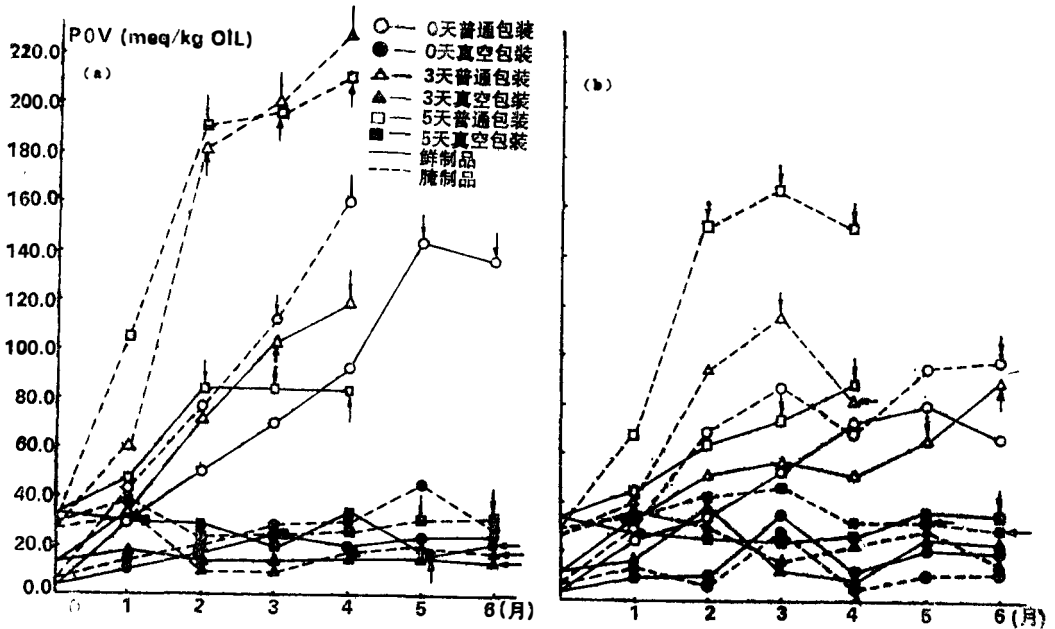 POV (meq/kg OIL)
(a)
220.0
200.0
180.0
160.0
140.0
120.0
100.0
80.0
60.0
40.0
20.0
0.0
0 1 2 3 4 5 6 (月)
0天普通包装
0天真空包装
3天普通包装
3天真空包装
5天普通包装
5天真空包装
鲜制品
腌制品
(b)
1 2 3 4 5 6 (月)